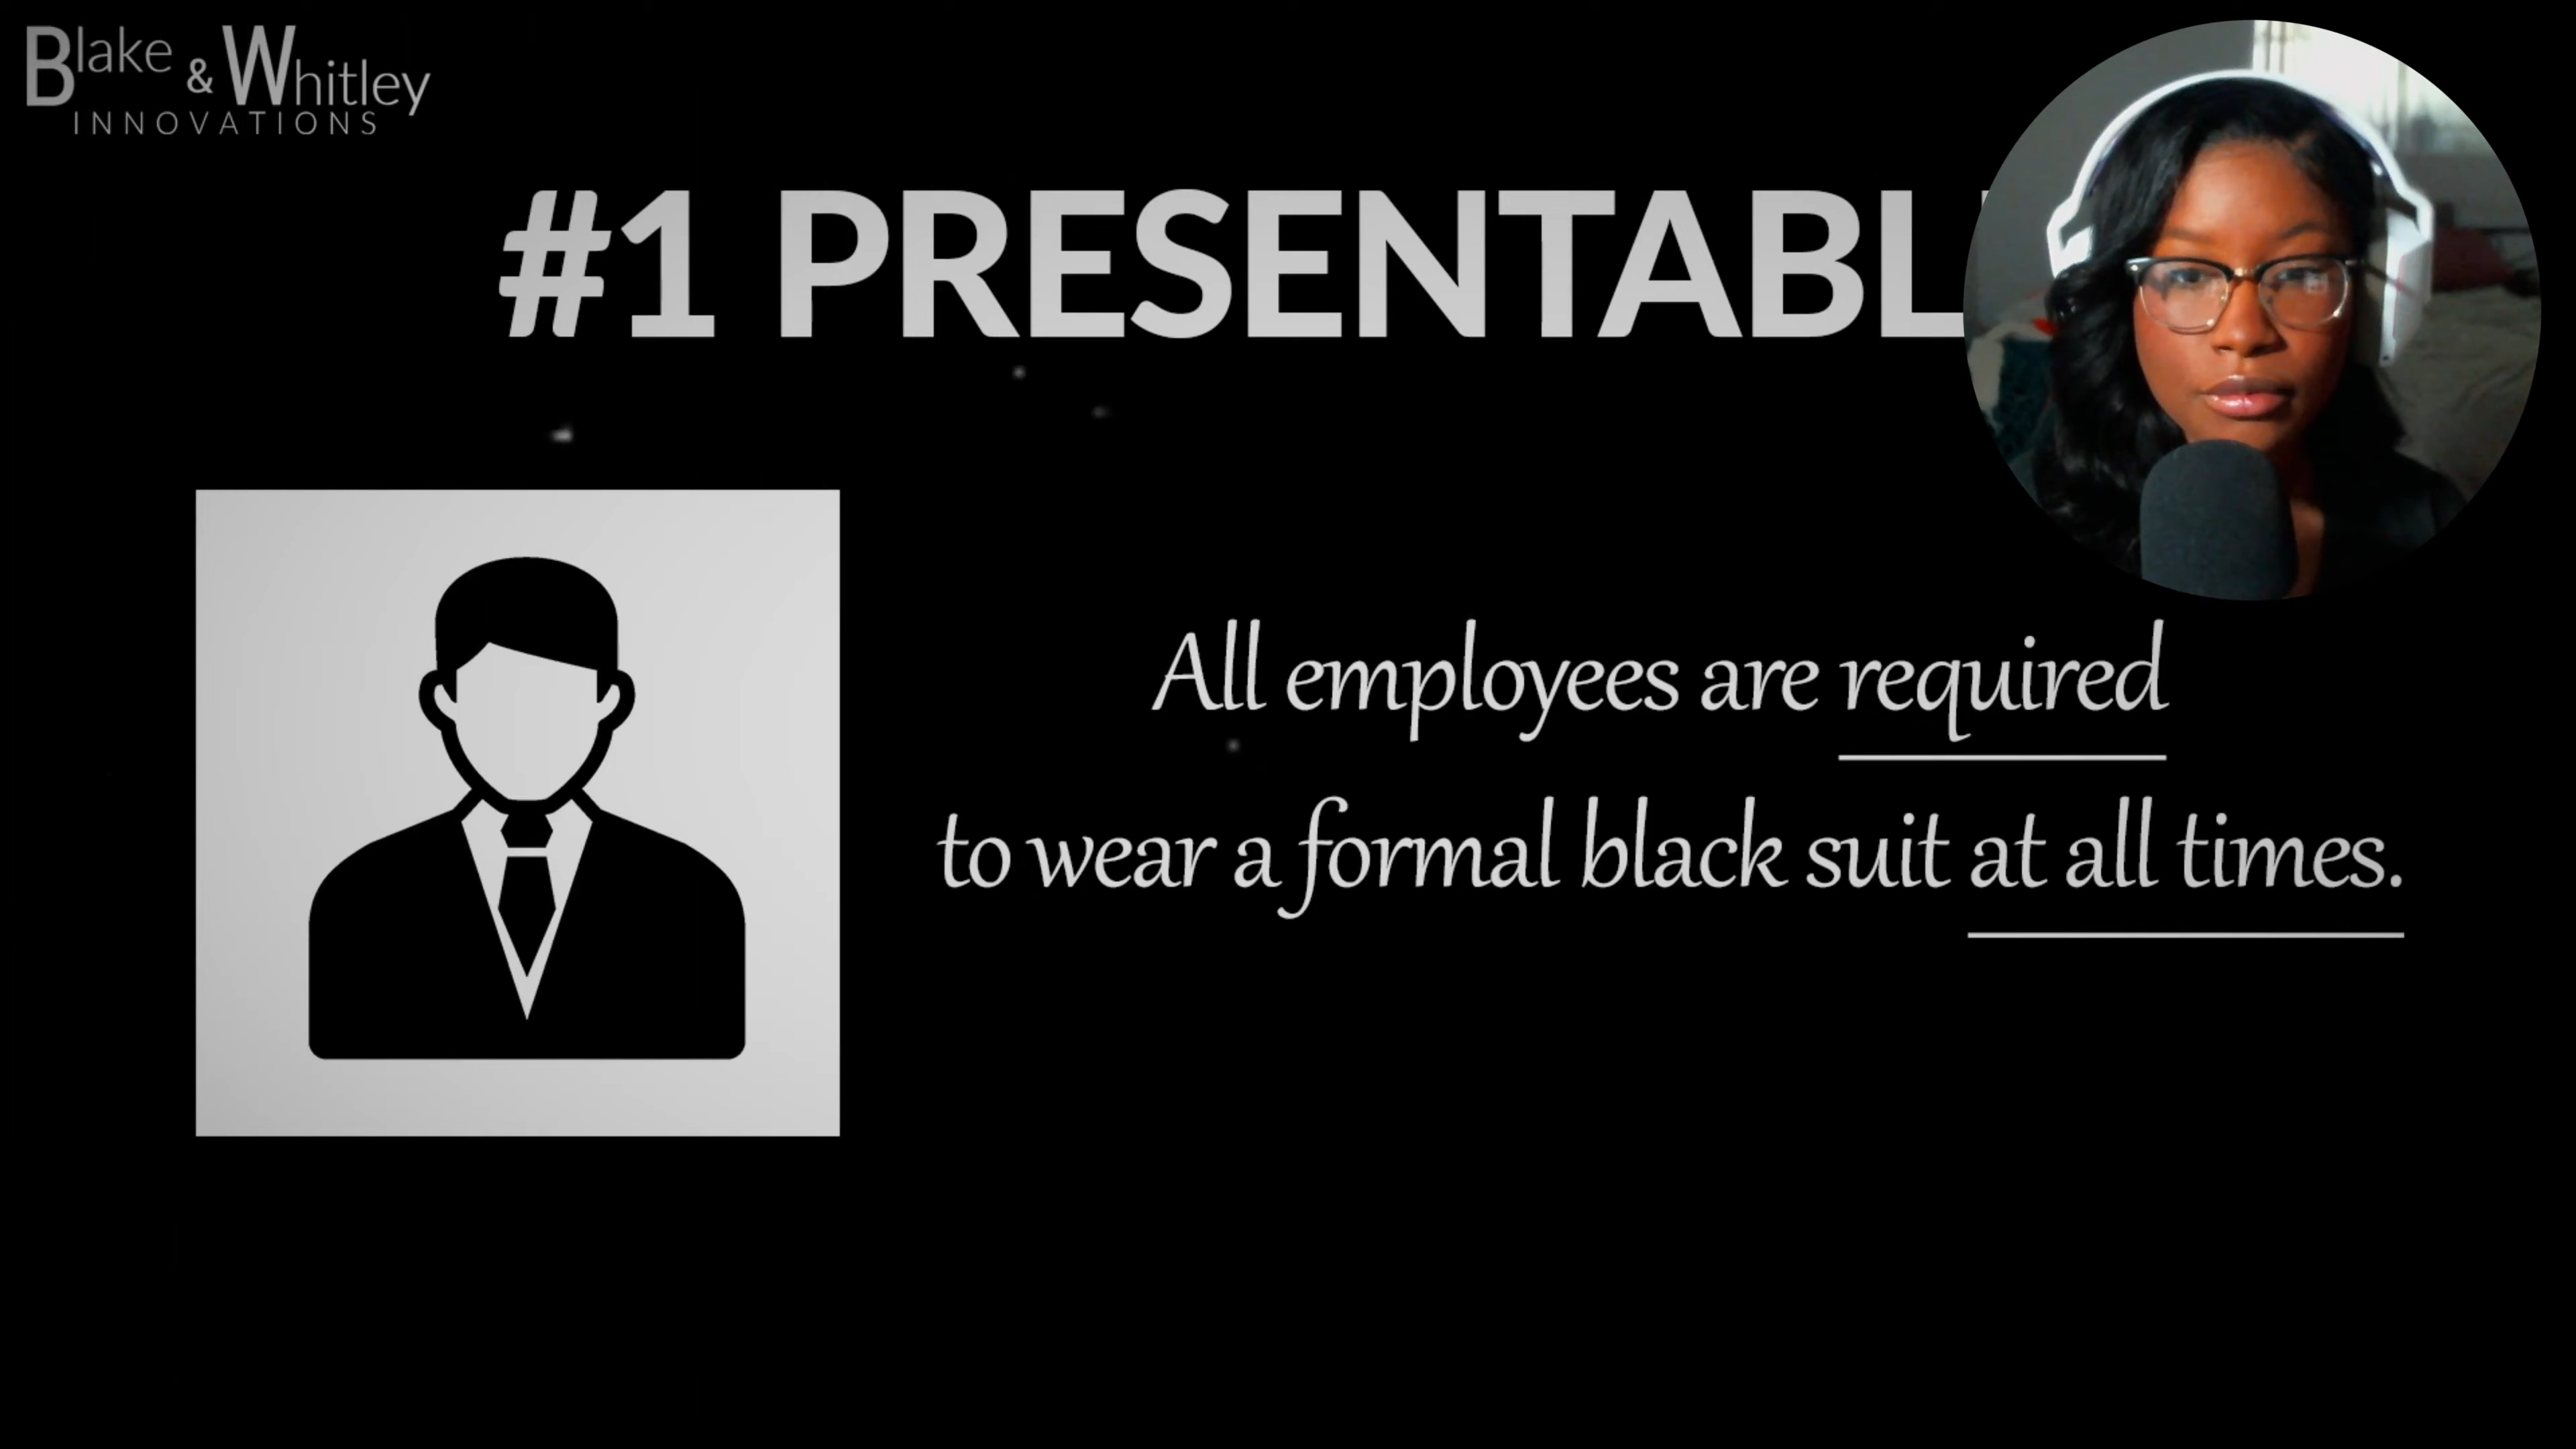 Blake & Whitley
INNOVATIONS
#1 PRESENTABL
All employees are required
to wear a formal black suit at all times.